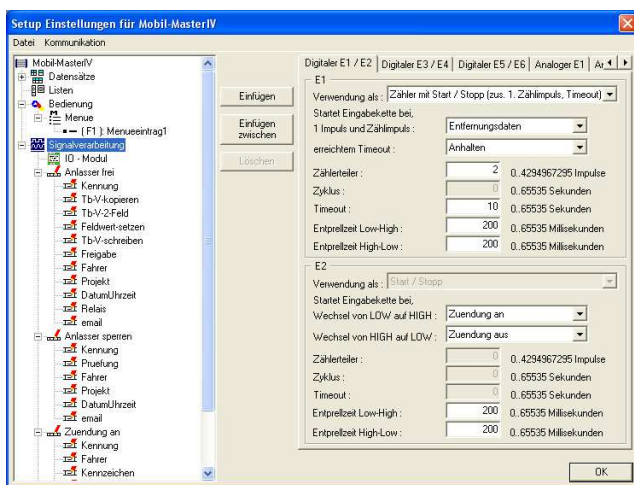 Setup Einstellungen für Mobil-MasterIV
Datei Kommunikation
Mobil-MasterIV
Datensätze
Listen
Bedienung
Menue
( F1 ): Menueeintrag1
Signalverarbeitung
IO - Modul
Anlasser frei
Kennung
Tb-V-kopieren
Tb-V-2-Feld
Feldwert-setzen
Tb-V-schreiben
Freigabe
Fahrer
Projekt
DatumUhrzeit
Relais
email
Anlasser sperren
Kennung
Pruefung
Fahrer
Projekt
DatumUhrzeit
email
Zuendung an
Kennung
Fahrer
Kennzeichen
Einfügen
Einfügen zwischen
Löschen
Digitaler E1 / E2 Digitaler E3 / E4 Digitaler E5 / E6 Analoger E1
E1
Verwendung als : Zähler mit Start / Stopp (zus. 1. Zählimpuls, Timeout)
Startet Eingabekette bei,
1 Impuls und Zählimpuls : Entfernungsdaten
erreichtem Timeout : Anhalten
Zählerteiler : 2 0..4294967295 Impulse
Zyklus : 0 0..65535 Sekunden
Timeout : 10 0..65535 Sekunden
Entprellzeit Low-High : 200 0..65535 Millisekunden
Entprellzeit High-Low : 200 0..65535 Millisekunden
E2
Verwendung als : Start / Stopp
Startet Eingabekette bei,
Wechsel von LOW auf HIGH : Zuendung an
Wechsel von HIGH auf LOW : Zuendung aus
Zählerteiler : 0 0..4294967295 Impulse
Zyklus : 0 0..65535 Sekunden
Timeout : 0 0..65535 Sekunden
Entprellzeit Low-High : 200 0..65535 Millisekunden
Entprellzeit High-Low : 200 0..65535 Millisekunden
OK